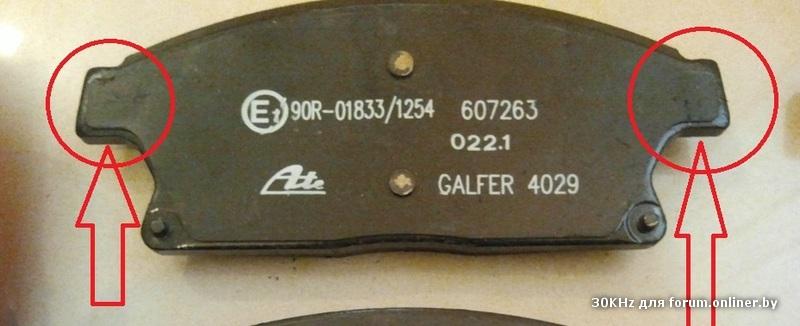 E1 90R-01833/1254 607263
022.1
Ate GALFER 4029
30KHz для forum.onliner.by